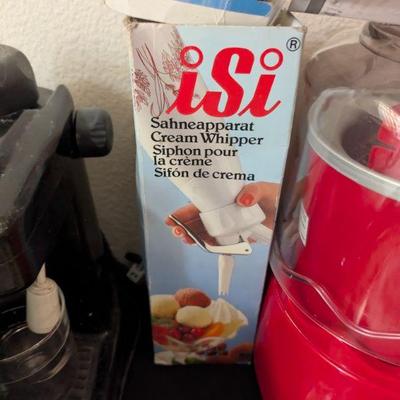 iSi®
Sahneapparat
Cream Whipper
Siphon pour
la crème
Sifón de crema